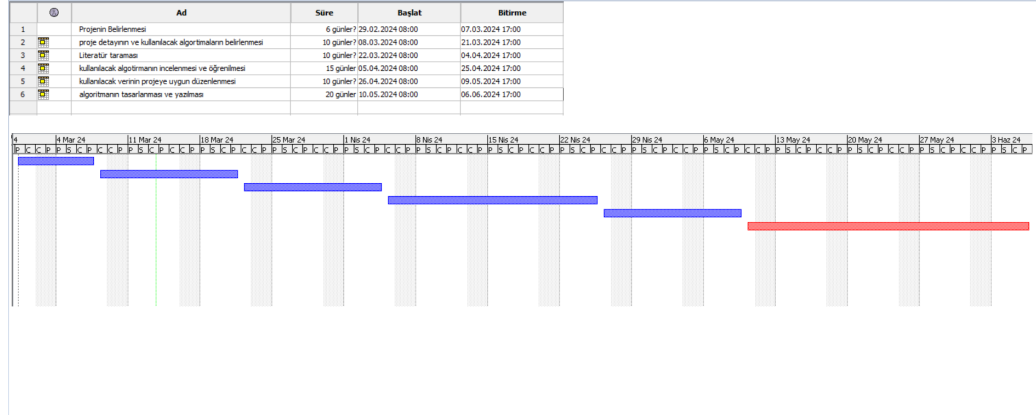 Ad Süre Başlat Bitirme
1 Projenin Belirlenmesi 6 günler? 29.02.2024 08:00 07.03.2024 17:00
2 proje detayının ve kullanılacak algortimaların belirlenmesi 10 günler? 08.03.2024 08:00 21.03.2024 17:00
3 Literatür taraması 10 günler? 22.03.2024 08:00 04.04.2024 17:00
4 kullanılacak algotirmanın incelenmesi ve öğrenilmesi 15 günler 05.04.2024 08:00 25.04.2024 17:00
5 kullanılacak verinin projeye uygun düzenlenmesi 10 günler? 26.04.2024 08:00 09.05.2024 17:00
6 algoritmanın tasarlanması ve yazılması 20 günler 10.05.2024 08:00 06.06.2024 17:00
4 4 Mar 24 11 Mar 24 18 Mar 24 25 Mar 24 1 Nis 24 8 Nis 24 15 Nis 24 22 Nis 24 29 Nis 24 6 May 24 13 May 24 20 May 24 27 May 24 3 Haz 24
P C C P P S C P C C P P S C P C C P P S C P C C P P S C P C C P P S C P C C P P S C P C C P P S C P C C P P S C P C C P P S C P C C P P S C P C C P P S C P C C P P S C P C C P P S C P C C P P S C P